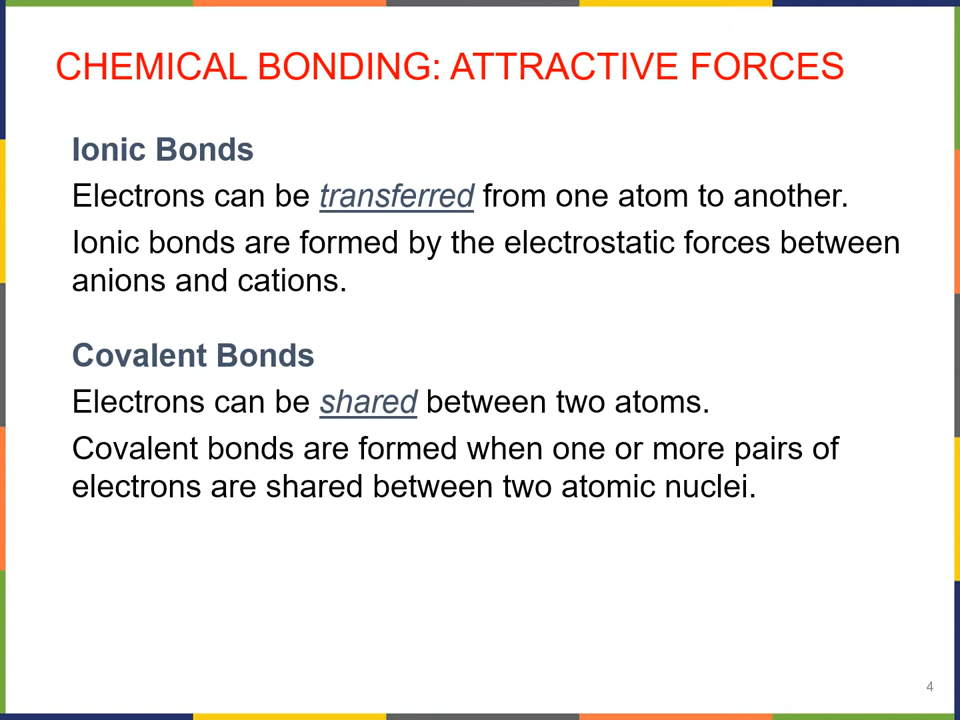 CHEMICAL BONDING: ATTRACTIVE FORCES
Ionic Bonds
Electrons can be transferred from one atom to another.
Ionic bonds are formed by the electrostatic forces between
anions and cations.
Covalent Bonds
Electrons can be shared between two atoms.
Covalent bonds are formed when one or more pairs of
electrons are shared between two atomic nuclei.
4